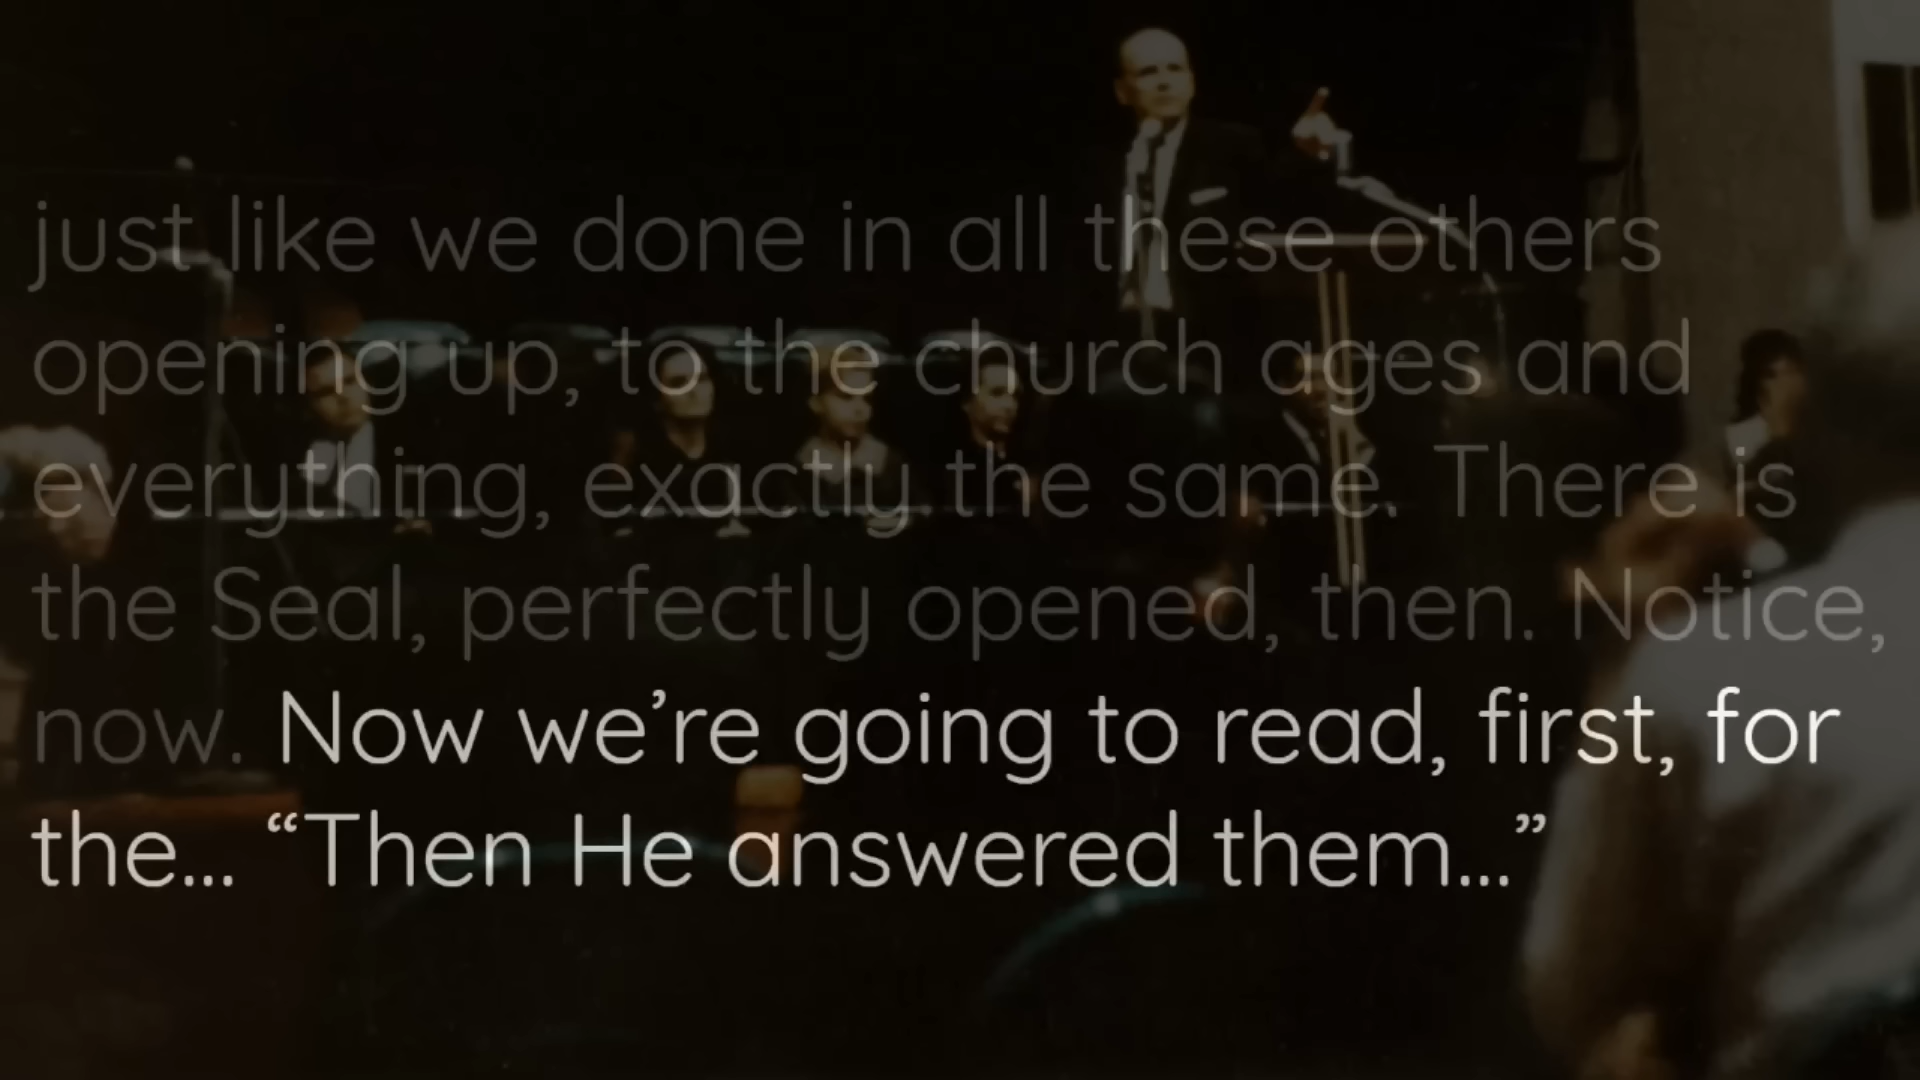 just like we done in all these others
opening up, to the church ages and
everything, exactly the same. There is
the Seal, perfectly opened, then. Notice,
now. Now we’re going to read, first, for
the... “Then He answered them...”